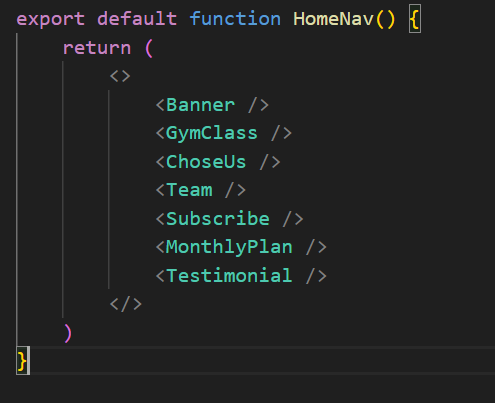 export default function HomeNav() {
    return (
        <>
            <Banner />
            <GymClass />
            <ChoseUs />
            <Team />
            <Subscribe />
            <MonthlyPlan />
            <Testimonial />
        </>
    )
}